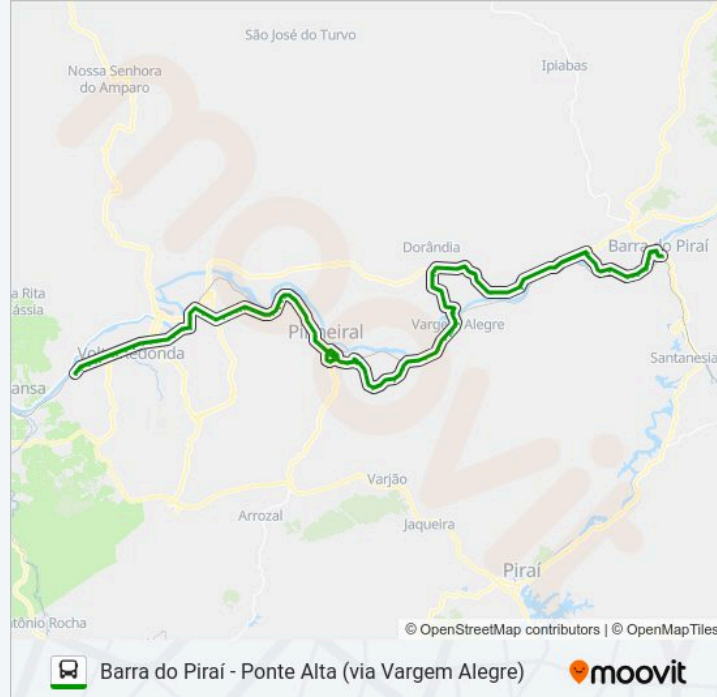 São José do Turvo
Ipiabas
Nossa Senhora
do Amparo
Dorândia
Barra do Piraí
a Rita
ássia
Vargem Alegre
Pinheiral
Volta Redonda
Santanesia
ansa
Varjão
Arrozal
Jaqueira
Piraí
ntônio Rocha
moovit
© OpenStreetMap contributors | © OpenMapTiles
Barra do Piraí - Ponte Alta (via Vargem Alegre)
moovit